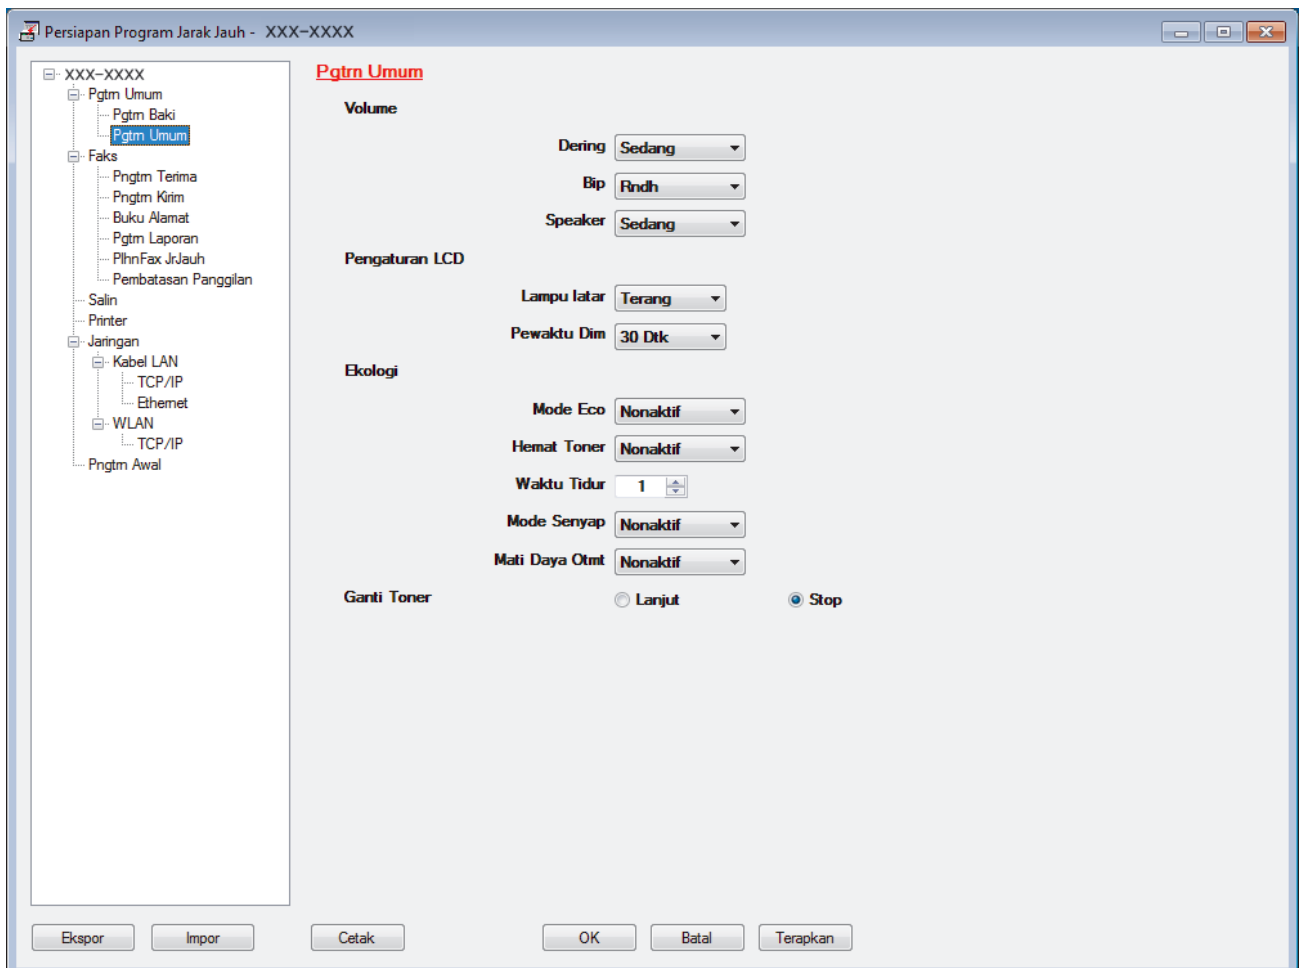 Persiapan Program Jarak Jauh - XXX-XXXX
XXX-XXXX
Pgtrn Umum
Pgtrn Baki
Pgtrn Umum
Faks
Pngtrn Terima
Pngtrn Kirim
Buku Alamat
Pgtrn Laporan
PlhnFax JrJauh
Pembatasan Panggilan
Salin
Printer
Jaringan
Kabel LAN
TCP/IP
Ethernet
WLAN
TCP/IP
Pngtrn Awal
Pgtrn Umum
Volume
Dering Sedang
Bip Rndh
Speaker Sedang
Pengaturan LCD
Lampu latar Terang
Pewaktu Dim 30 Dtk
Ekologi
Mode Eco Nonaktif
Hemat Toner Nonaktif
Waktu Tidur 1
Mode Senyap Nonaktif
Mati Daya Otmt Nonaktif
Ganti Toner Lanjut Stop
Ekspor Impor Cetak OK Batal Terapkan